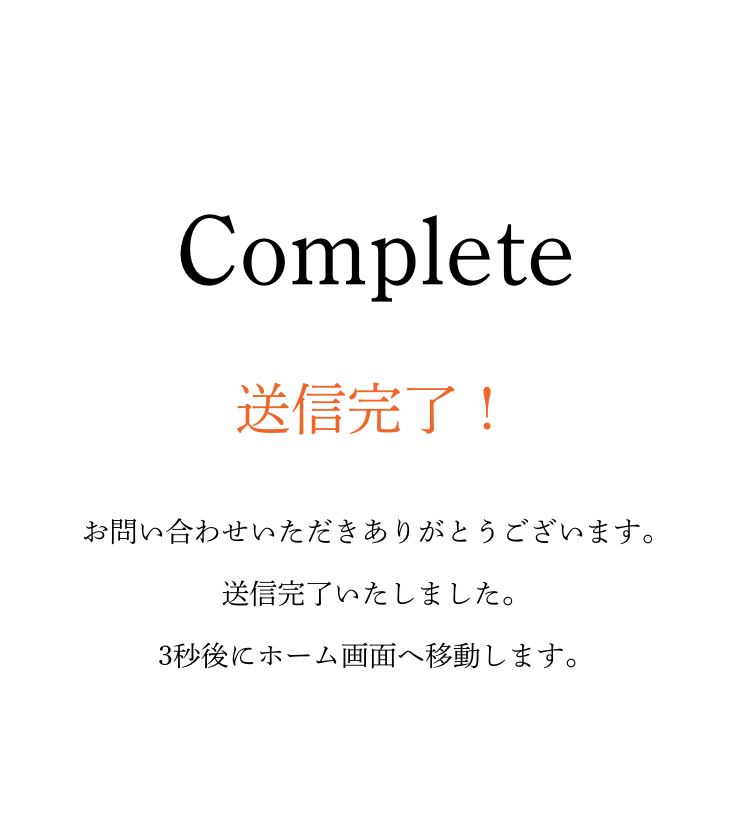 Complete
送信完了！
お問い合わせいただきありがとうございます。
送信完了いたしました。
3秒後にホーム画面へ移動します。